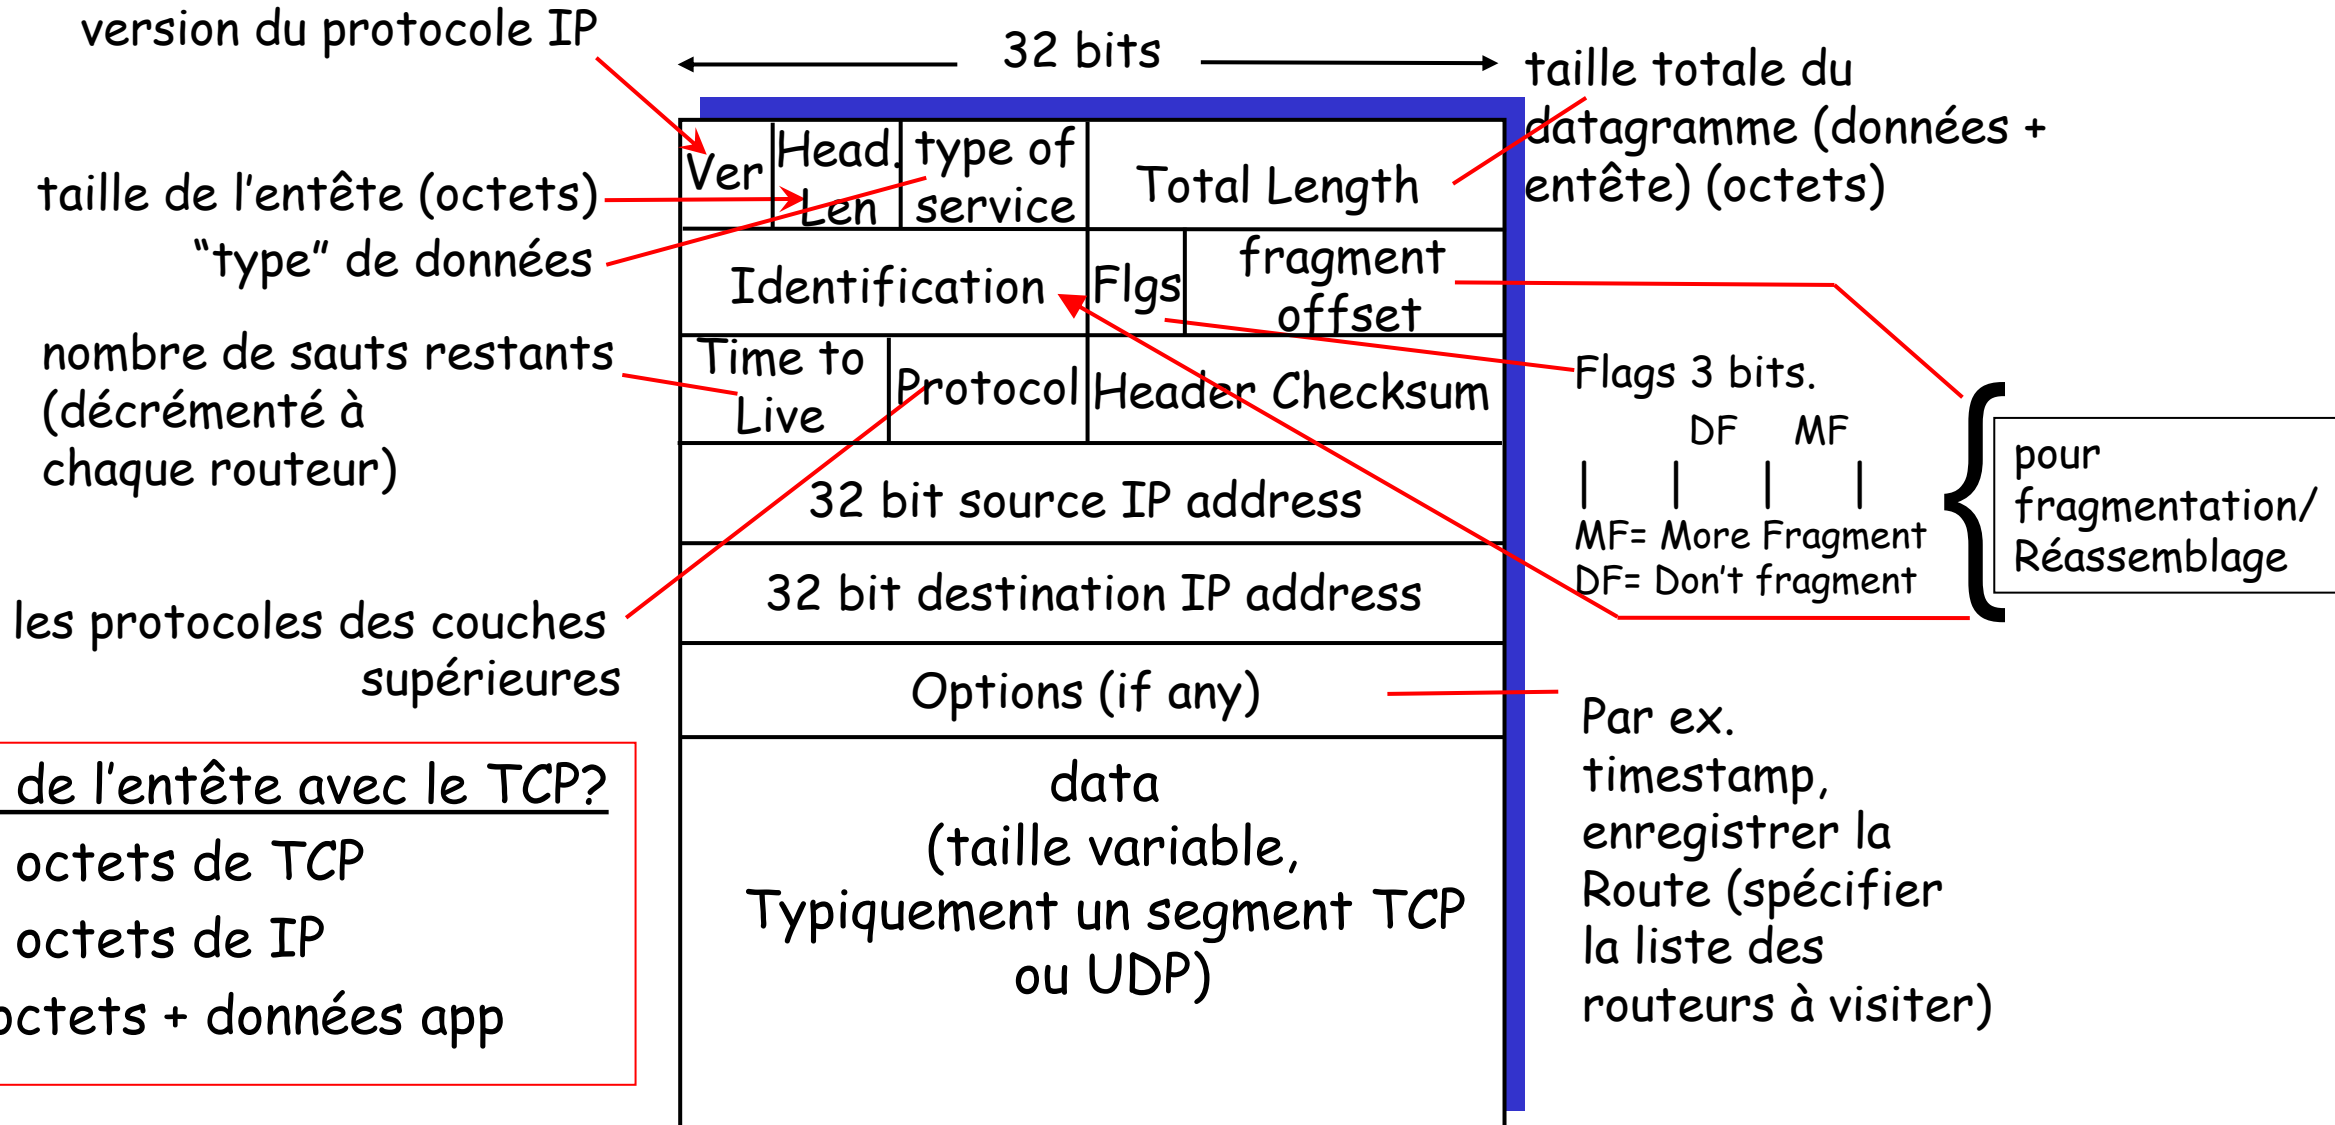 version du protocole IP
32 bits
taille totale du
datagramme (données +
entête) (octets)
taille de l'entête (octets)
“type” de données
nombre de sauts restants
(décrémenté à
chaque routeur)
les protocoles des couches
supérieures
Ver
Head.
Len
type of
service
Total Length
Identification
Flgs
fragment
offset
Time to
Live
Protocol
Header Checksum
32 bit source IP address
32 bit destination IP address
Options (if any)
data
(taille variable,
Typiquement un segment TCP
ou UDP)
Flags 3 bits.
DF MF
| | | |
MF= More Fragment
DF= Don't fragment
pour
fragmentation/
Réassemblage
Par ex.
timestamp,
enregistrer la
Route (spécifier
la liste des
routeurs à visiter)
de l'entête avec le TCP?
octets de TCP
octets de IP
octets + données app